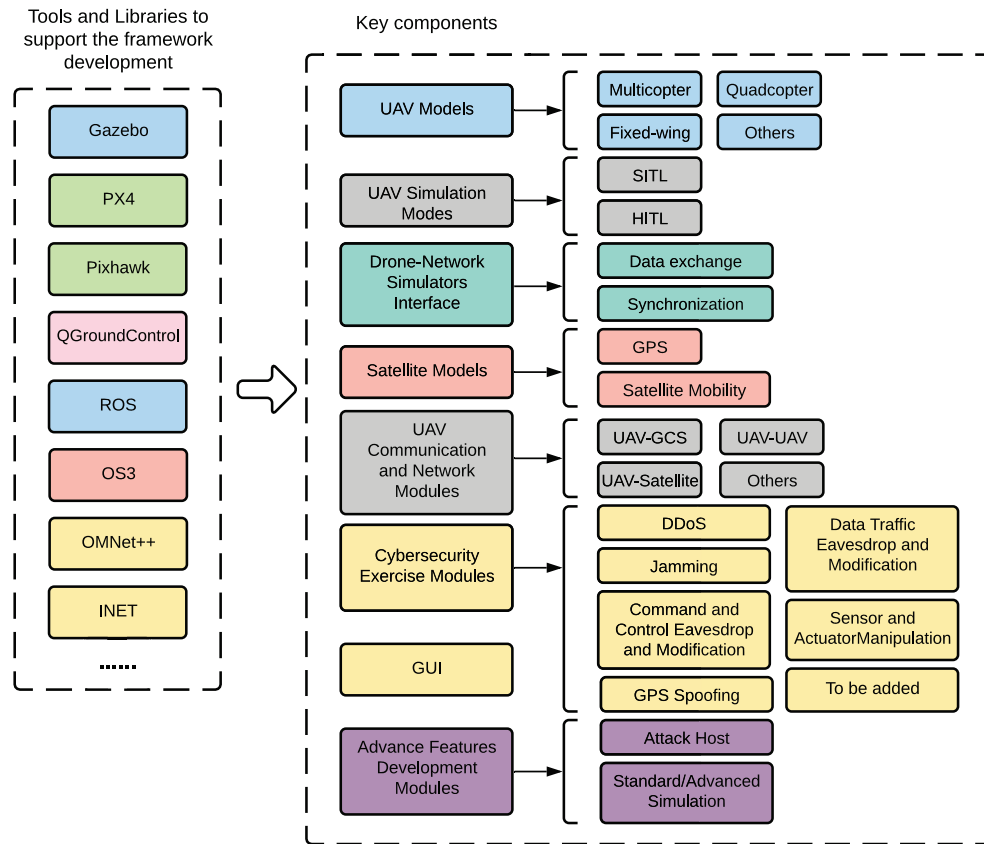 Tools and Libraries to
support the framework
development
Gazebo
PX4
Pixhawk
QGroundControl
ROS
OS3
OMNet++
INET
......
Key components
UAV Models
Multicopter
Quadcopter
Fixed-wing
Others
UAV Simulation
Modes
SITL
HITL
Drone-Network
Simulators
Interface
Data exchange
Synchronization
Satellite Models
GPS
Satellite Mobility
UAV
Communication
and Network
Modules
UAV-GCS
UAV-UAV
UAV-Satellite
Others
Cybersecurity
Exercise Modules
DDoS
Jamming
Command and
Control Eavesdrop
and Modification
GPS Spoofing
Data Traffic
Eavesdrop and
Modification
Sensor and
ActuatorManipulation
To be added
GUI
Advance Features
Development
Modules
Attack Host
Standard/Advanced
Simulation